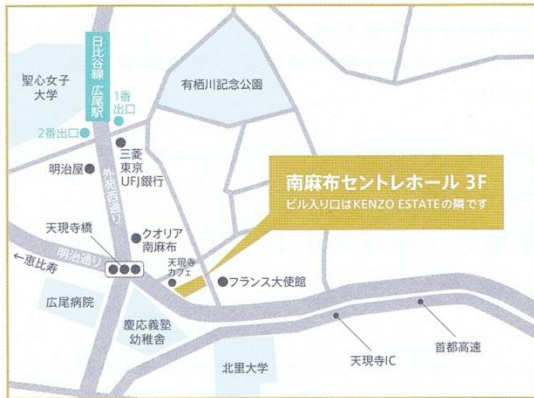 聖心女子
大学
日比谷線 広尾駅
1番
出口
2番出口
有栖川記念公園
明治屋
三菱
東京
UFJ銀行
外苑西通り
南麻布セントレホール 3F
ビル入り口はKENZO ESTATEの隣です
天現寺橋
クオリア
南麻布
明治通り
←恵比寿
天現寺
カフェ
フランス大使館
広尾病院
慶応義塾
幼稚舎
北里大学
天現寺IC
首都高速